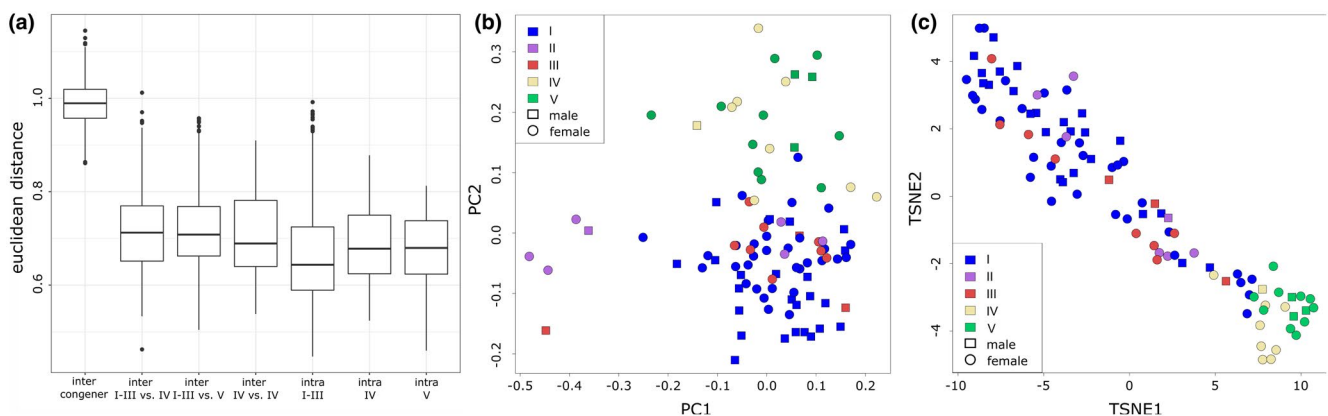 (a)
euclidean distance
1.0
0.8
0.6
inter
congener
inter
I-III vs. IV
inter
I-III vs. V
inter
IV vs. IV
intra
I-III
intra
IV
intra
V
(b)
I
II
III
IV
V
male
female
PC2
0.3
0.2
0.1
0.0
-0.1
-0.2
-0.5
-0.4
-0.3
-0.2
-0.1
0.0
0.1
0.2
PC1
(c)
TSNE2
4
2
0
-2
-4
I
II
III
IV
V
male
female
-10
-5
0
5
10
TSNE1